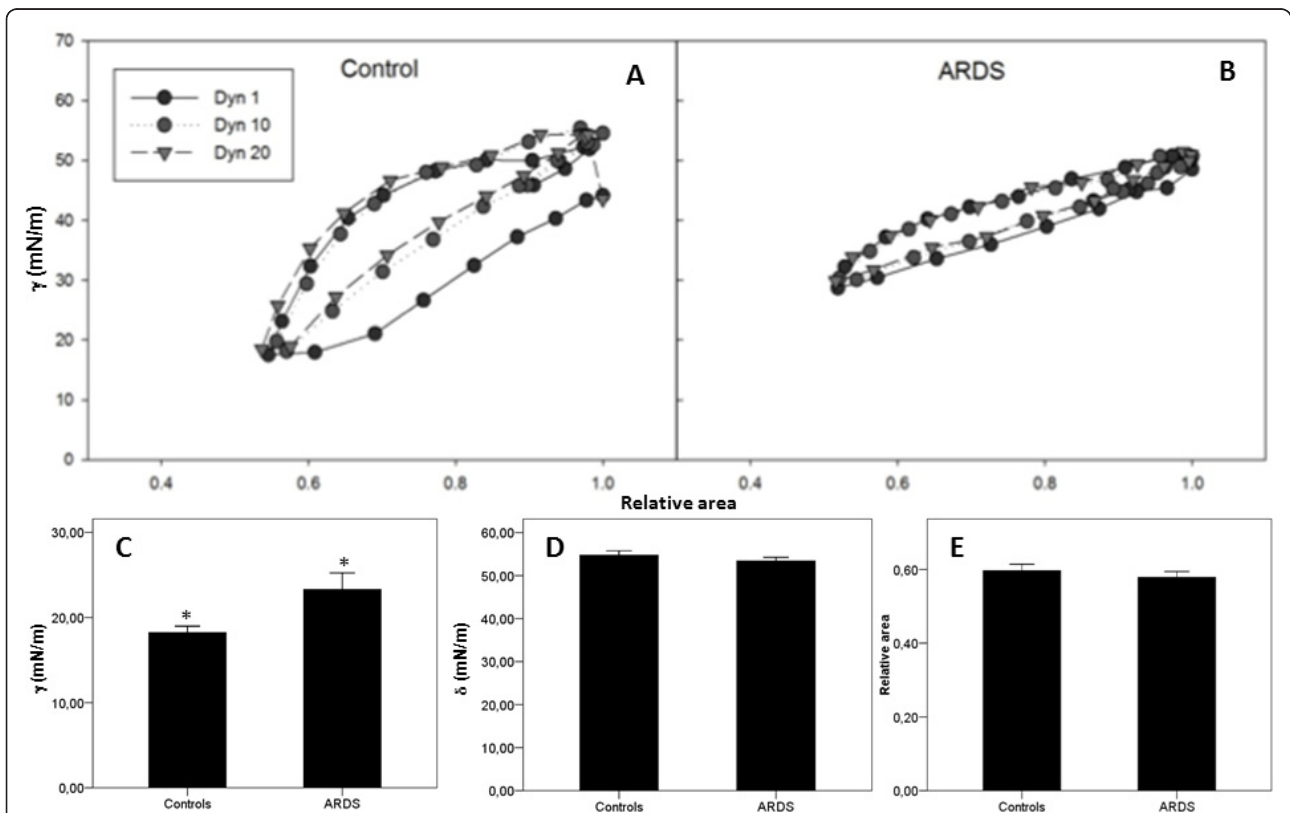 70
60
50
40
30
20
10
0
γ (mN/m)
Control
A
Dyn 1
Dyn 10
Dyn 20
ARDS
B
0.4
0.6
0.8
1.0
0.4
0.6
0.8
1.0
Relative area
C
30,00
20,00
10,00
0,00
γ (mN/m)
*
*
Controls
ARDS
D
60,00
50,00
40,00
30,00
20,00
10,00
00,00
δ (mN/m)
Controls
ARDS
E
0,60
0,40
0,20
0,00
Relative area
Controls
ARDS